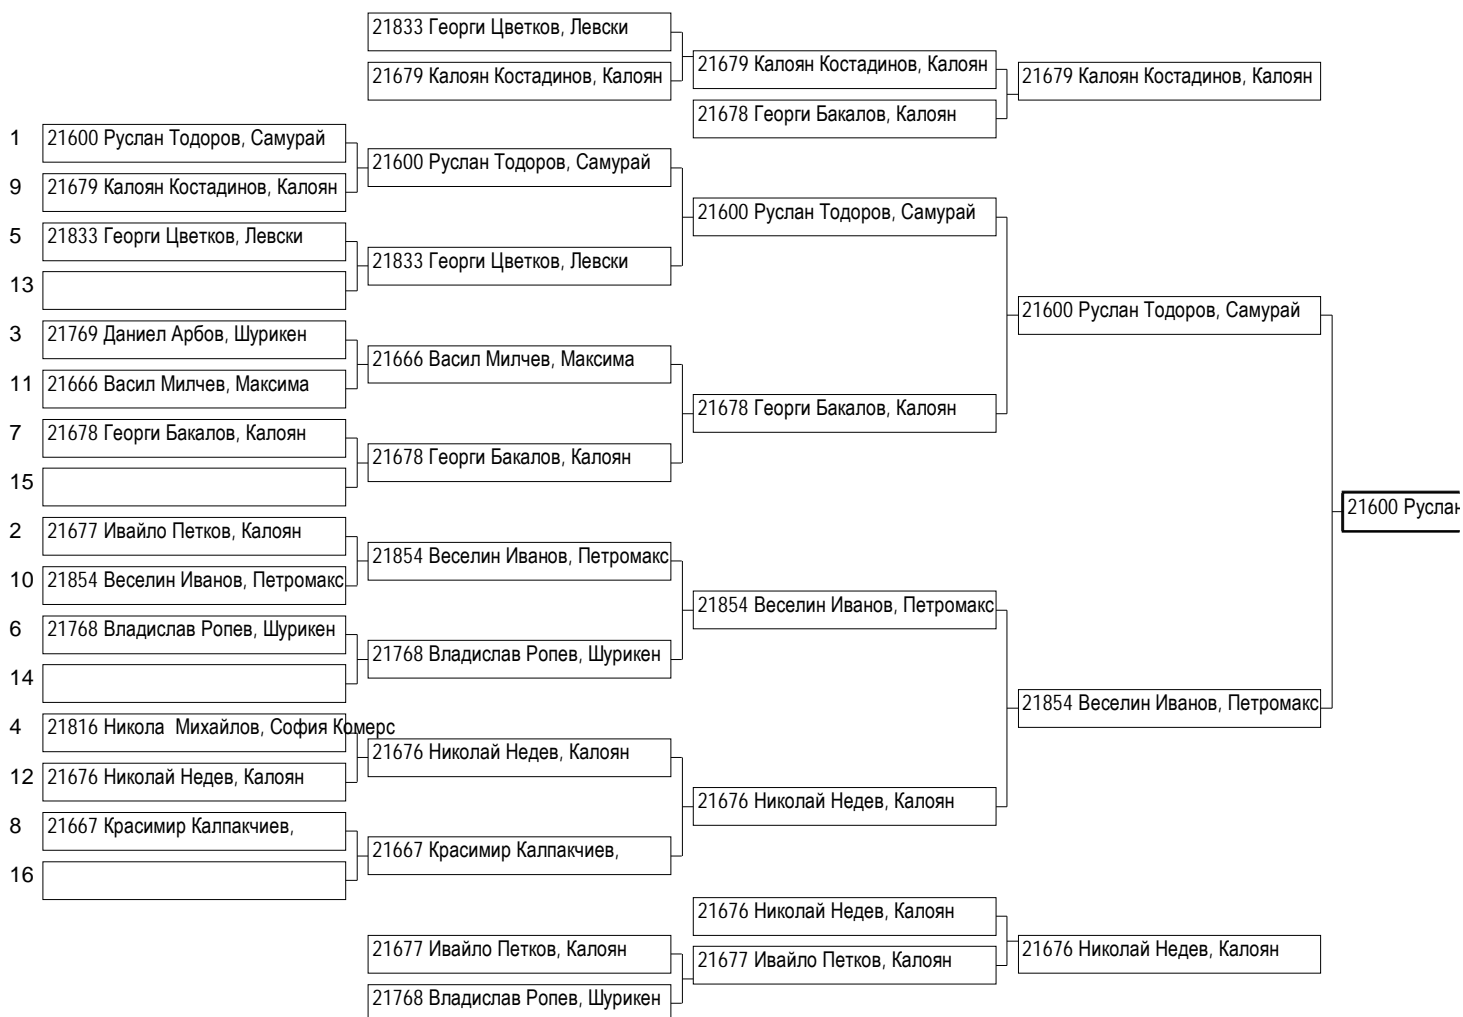 21833 Георги Цветков, Левски
21679 Калоян Костадинов, Калоян
21679 Калоян Костадинов, Калоян
21679 Калоян Костадинов, Калоян
21678 Георги Бакалов, Калоян
1 21600 Руслан Тодоров, Самурай
21600 Руслан Тодоров, Самурай
9 21679 Калоян Костадинов, Калоян
21600 Руслан Тодоров, Самурай
5 21833 Георги Цветков, Левски
21833 Георги Цветков, Левски
13
21600 Руслан Тодоров, Самурай
3 21769 Даниел Арбов, Шурикен
21666 Васил Милчев, Максима
11 21666 Васил Милчев, Максима
21678 Георги Бакалов, Калоян
7 21678 Георги Бакалов, Калоян
21678 Георги Бакалов, Калоян
15
21600 Руслан
2 21677 Ивайло Петков, Калоян
21854 Веселин Иванов, Петромакс
10 21854 Веселин Иванов, Петромакс
21854 Веселин Иванов, Петромакс
6 21768 Владислав Ропев, Шурикен
21768 Владислав Ропев, Шурикен
14
21854 Веселин Иванов, Петромакс
4 21816 Никола  Михайлов, София Комерс
21676 Николай Недев, Калоян
12 21676 Николай Недев, Калоян
21676 Николай Недев, Калоян
8 21667 Красимир Калпакчиев,
21667 Красимир Калпакчиев,
16
21676 Николай Недев, Калоян
21677 Ивайло Петков, Калоян
21676 Николай Недев, Калоян
21677 Ивайло Петков, Калоян
21768 Владислав Ропев, Шурикен